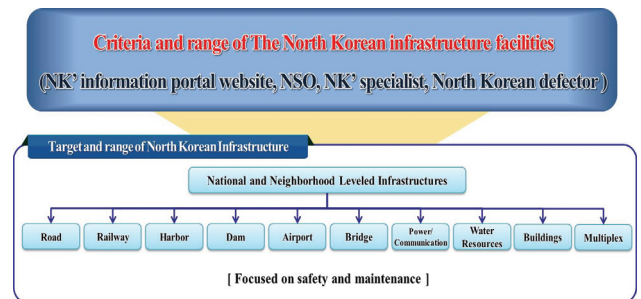 Criteria and range of The North Korean infrastructure facilities
(NK' information portal website, NSO, NK' specialist, North Korean defector )
Target and range of North Korean Infrastructure
National and Neighborhood Leveled Infrastructures
Road
Railway
Harbor
Dam
Airport
Bridge
Power/
Communication
Water
Resources
Buildings
Multiplex
[ Focused on safety and maintenance ]